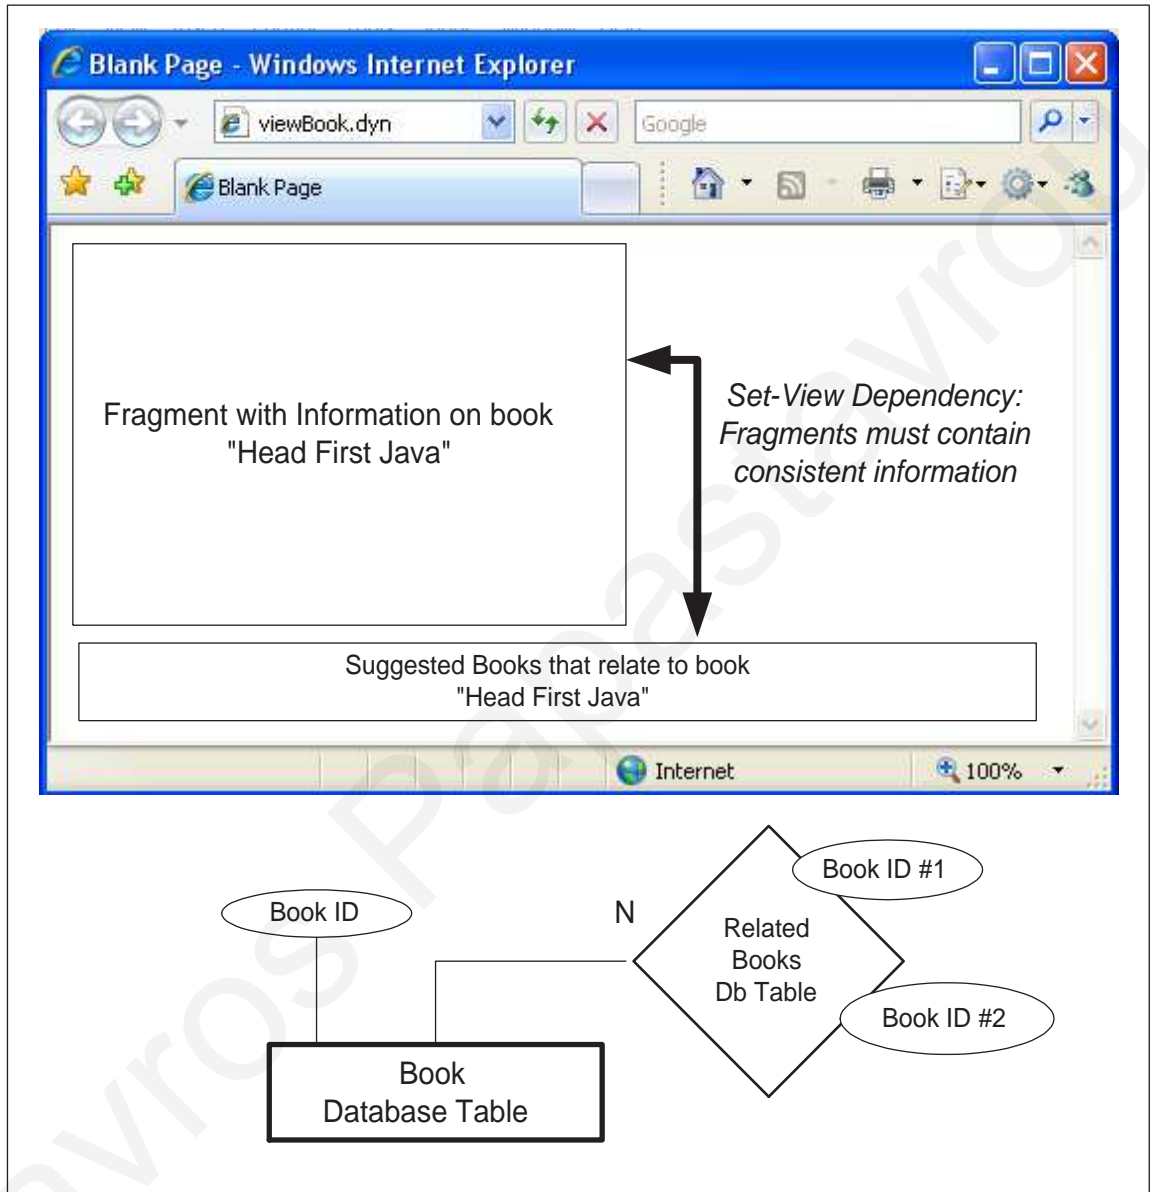 Blank Page - Windows Internet Explorer
viewBook.dyn
Google
Blank Page
Fragment with Information on book
"Head First Java"
Set-View Dependency:
Fragments must contain
consistent information
Suggested Books that relate to book
"Head First Java"
Internet
100%
Book ID #1
Book ID
N
Related
Books
Db Table
Book ID #2
Book
Database Table
avros Papastavrou